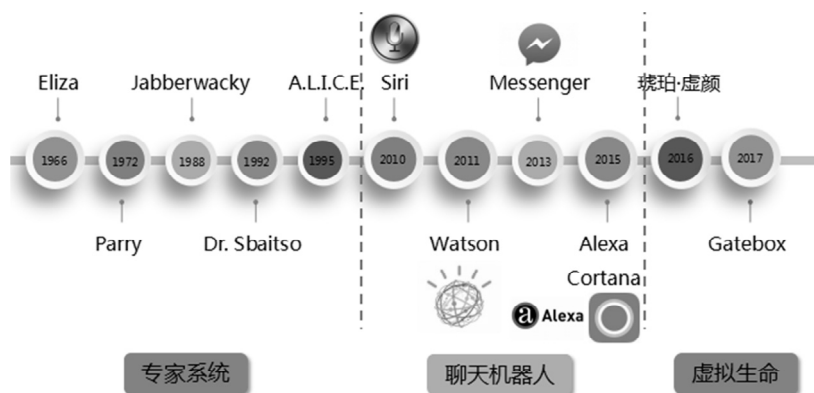 Eliza
Jabberwacky
A.L.I.C.E.
Siri
Messenger
琥珀·虚颜
1966
1972
1988
1992
1995
2010
2011
2013
2015
2016
2017
Parry
Dr. Sbaitso
Watson
Alexa
Gatebox
Cortana
a Alexa
专家系统
聊天机器人
虚拟生命